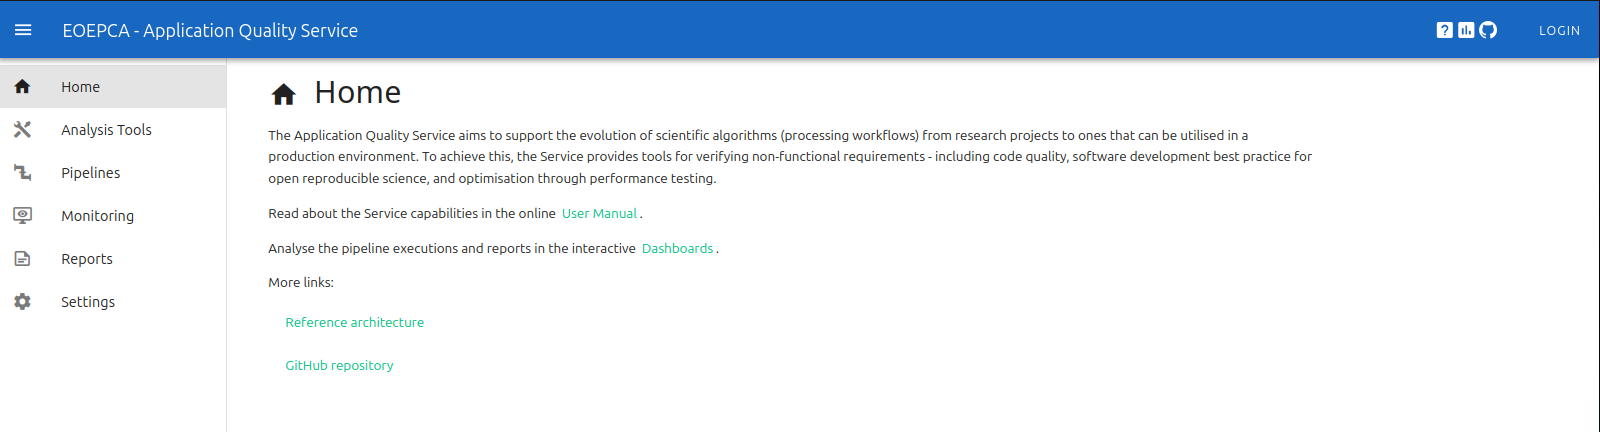 EOEPCA - Application Quality Service
LOGIN
Home
Analysis Tools
Pipelines
Monitoring
Reports
Settings
Home
The Application Quality Service aims to support the evolution of scientific algorithms (processing workflows) from research projects to ones that can be utilised in a
production environment. To achieve this, the Service provides tools for verifying non-functional requirements - including code quality, software development best practice for
open reproducible science, and optimisation through performance testing.
Read about the Service capabilities in the online User Manual .
Analyse the pipeline executions and reports in the interactive Dashboards .
More links:
Reference architecture
GitHub repository